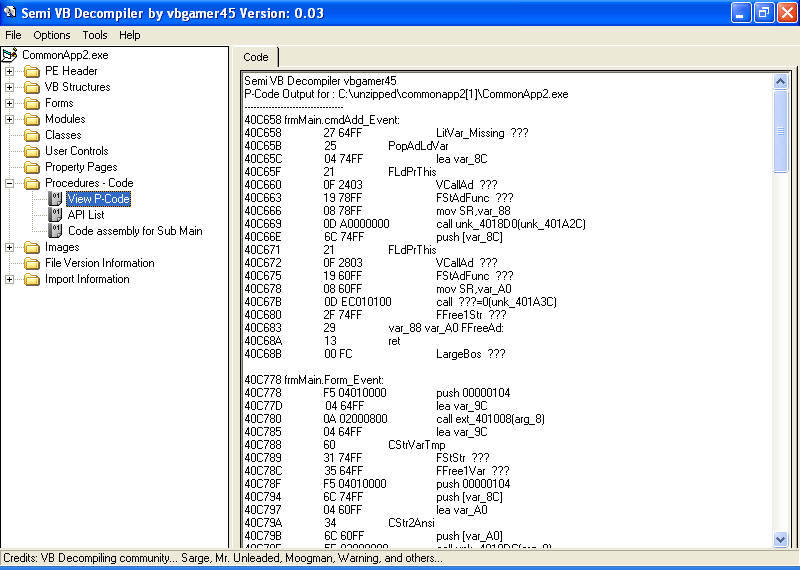 Semi VB Decompiler by vbgamer45 Version: 0.03
File Options Tools Help
CommonApp2.exe
PE Header
VB Structures
Forms
Modules
Classes
User Controls
Property Pages
Procedures - Code
View P-Code
API List
Code assembly for Sub Main
Images
File Version Information
Import Information
Code
Semi VB Decompiler vbgamer45
P-Code Output for : C:\unzipped\commonapp2[1]\CommonApp2.exe
---------------------------------
40C658 frmMain.cmdAdd_Event:
40C658 27 64FF LitVar_Missing ???
40C65B 25 PopAdLdVar
40C65C 04 74FF lea var_8C
40C65F 21 FLdPrThis
40C660 0F 2403 VCallAd ???
40C663 19 78FF FStAdFunc ???
40C666 08 78FF mov SR,var_88
40C669 0D A0000000 call unk_4018D0(unk_401A2C)
40C66E 6C 74FF push [var_8C]
40C671 21 FLdPrThis
40C672 0F 2803 VCallAd ???
40C675 19 60FF FStAdFunc ???
40C678 08 60FF mov SR,var_A0
40C67B 0D EC010100 call ???=0(unk_401A3C)
40C680 2F 74FF FFree1Str ???
40C683 29 var_88 var_A0 FFreeAd:
40C68A 13 ret
40C68B 00 FC LargeBos ???
40C778 frmMain.Form_Event:
40C778 F5 04010000 push 00000104
40C77D 04 64FF lea var_9C
40C780 0A 02000800 call ext_401008(arg_8)
40C785 04 64FF lea var_9C
40C788 60 CStrVarTmp
40C789 31 74FF FStStr ???
40C78C 35 64FF FFree1Var ???
40C78F F5 04010000 push 00000104
40C794 6C 74FF push [var_8C]
40C797 04 60FF lea var_A0
40C79A 34 CStr2Ansi
40C79B 6C 60FF push [var_A0]
Credits: VB Decompiling community... Sarge, Mr. Unleaded, Moogman, Warning, and others...